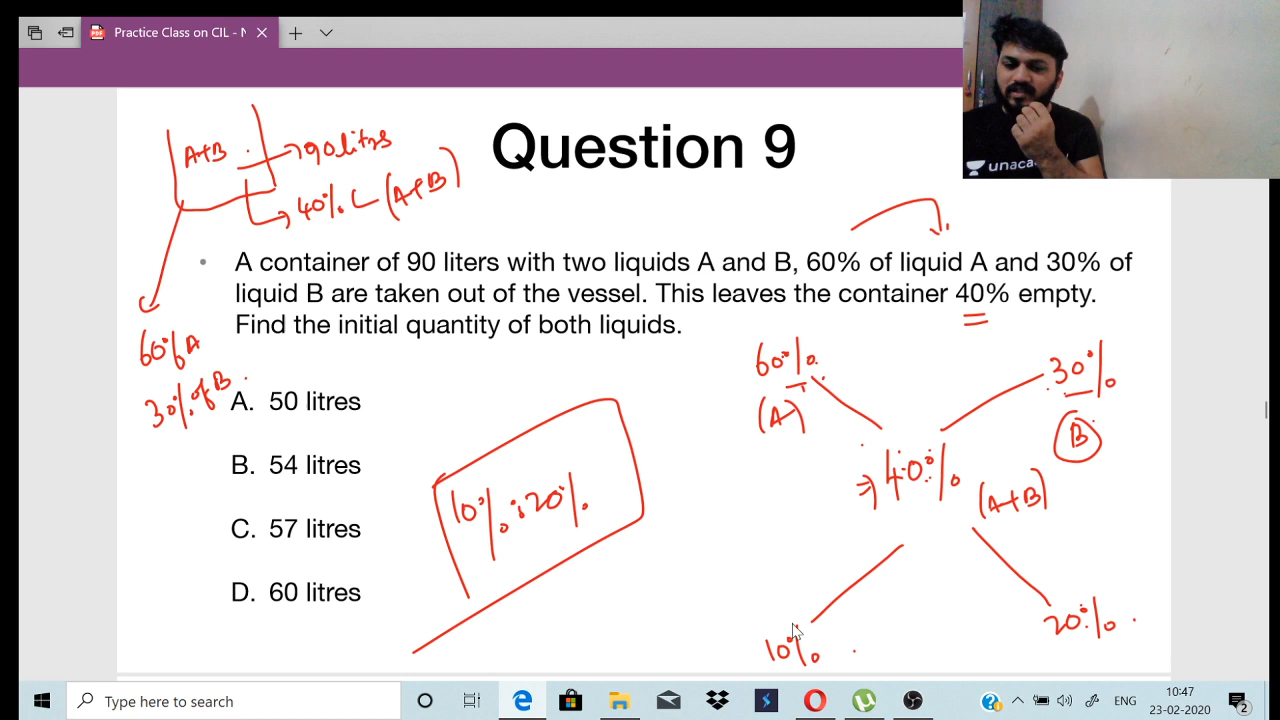 Practice Class on CIL - N
unaca
Question 9
A+B
90 litres
40% (A+B)
• A container of 90 liters with two liquids A and B, 60% of liquid A and 30% of
liquid B are taken out of the vessel. This leaves the container 40% empty.
Find the initial quantity of both liquids.
60% A
30% of B
A. 50 litres
B. 54 litres
C. 57 litres
D. 60 litres
10% : 20%
60%
30%
(A)
B
⇒ 40%
(A+B)
10%
20%
Type here to search
ENG
10:47
23-02-2020
2